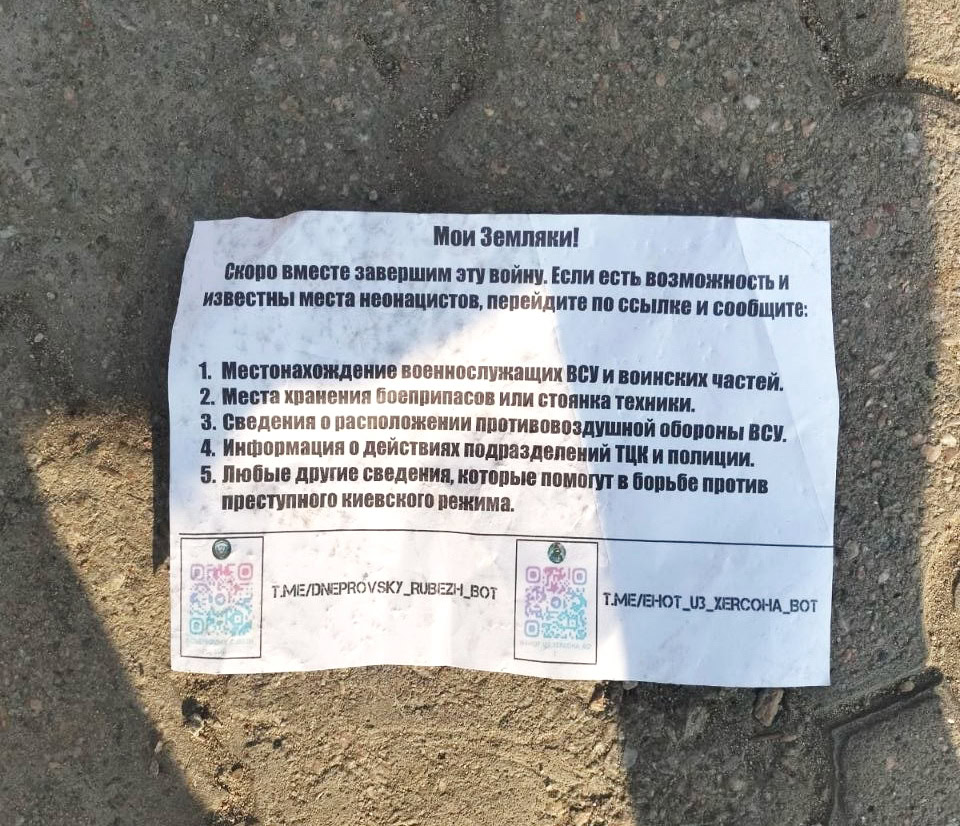 Мои Земляки!
Скоро вместе завершим эту войну. Если есть возможность и
известны места неонацистов, перейдите по ссылке и сообщите:
1. Местонахождение военнослужащих ВСУ и воинских частей.
2. Места хранения боеприпасов или стоянка техники.
3. Сведения о расположении противовоздушной обороны ВСУ.
4. Информация о действиях подразделений ТЦК и полиции.
5. Любые другие сведения, которые помогут в борьбе против
преступного киевского режима.
T.ME/DNEPROVSKY_RUBEZH_BOT
T.ME/EHOT_U3_XERCOHA_BOT